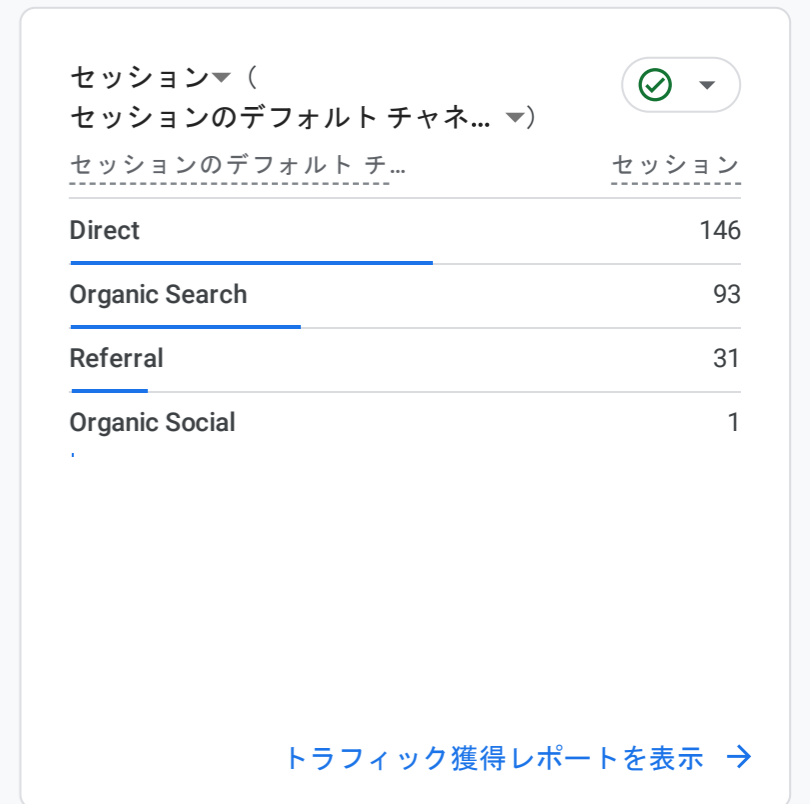 セッション (
セッションのデフォルト チャネ... )
セッションのデフォルト チ... セッション
Direct 146
Organic Search 93
Referral 31
Organic Social 1
トラフィック獲得レポートを表示 →